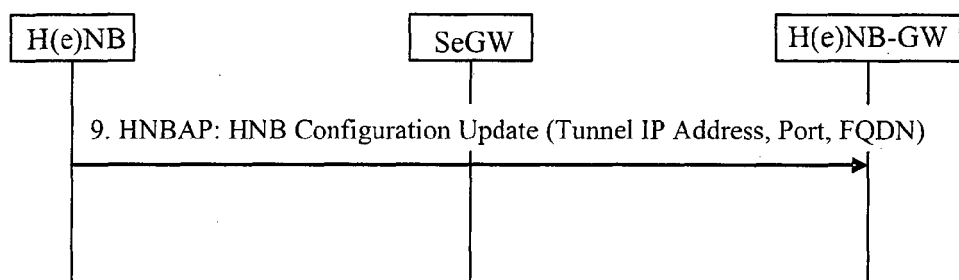 H(e)NB
SeGW
H(e)NB-GW
9. HNBAP: HNB Configuration Update (Tunnel IP Address, Port, FQDN)